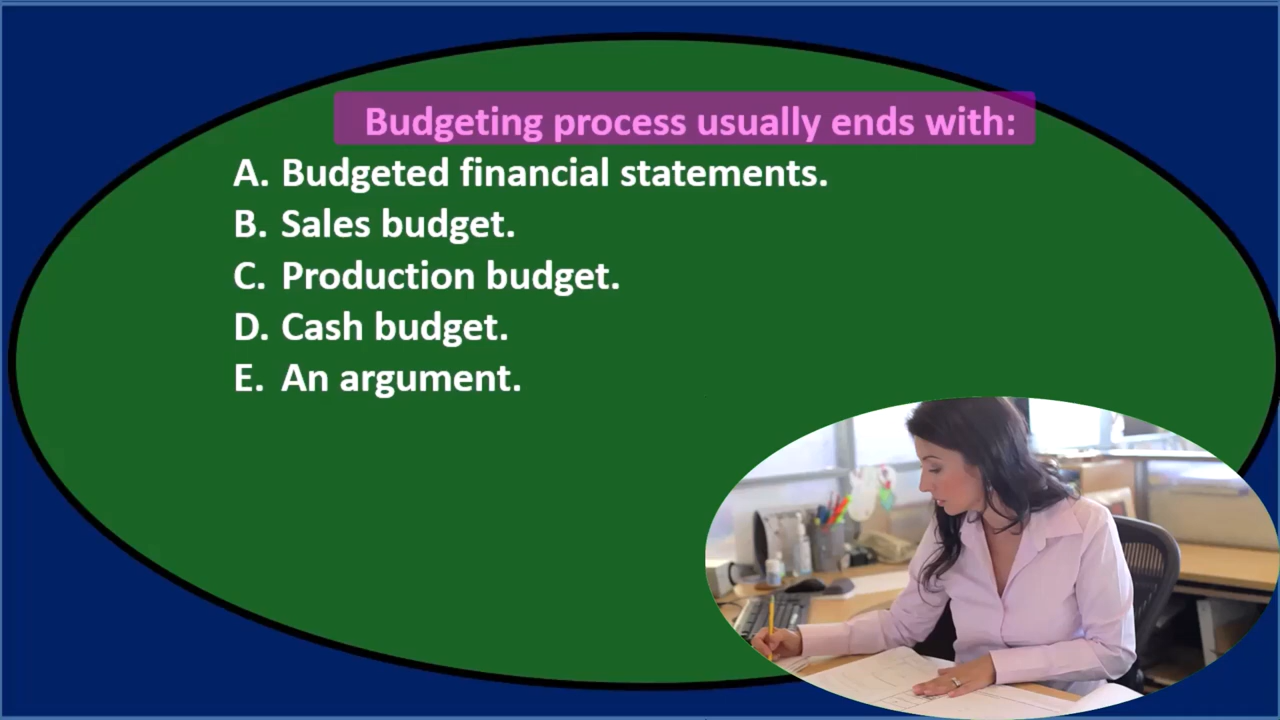 Budgeting process usually ends with:
A. Budgeted financial statements.
B. Sales budget.
C. Production budget.
D. Cash budget.
E. An argument.